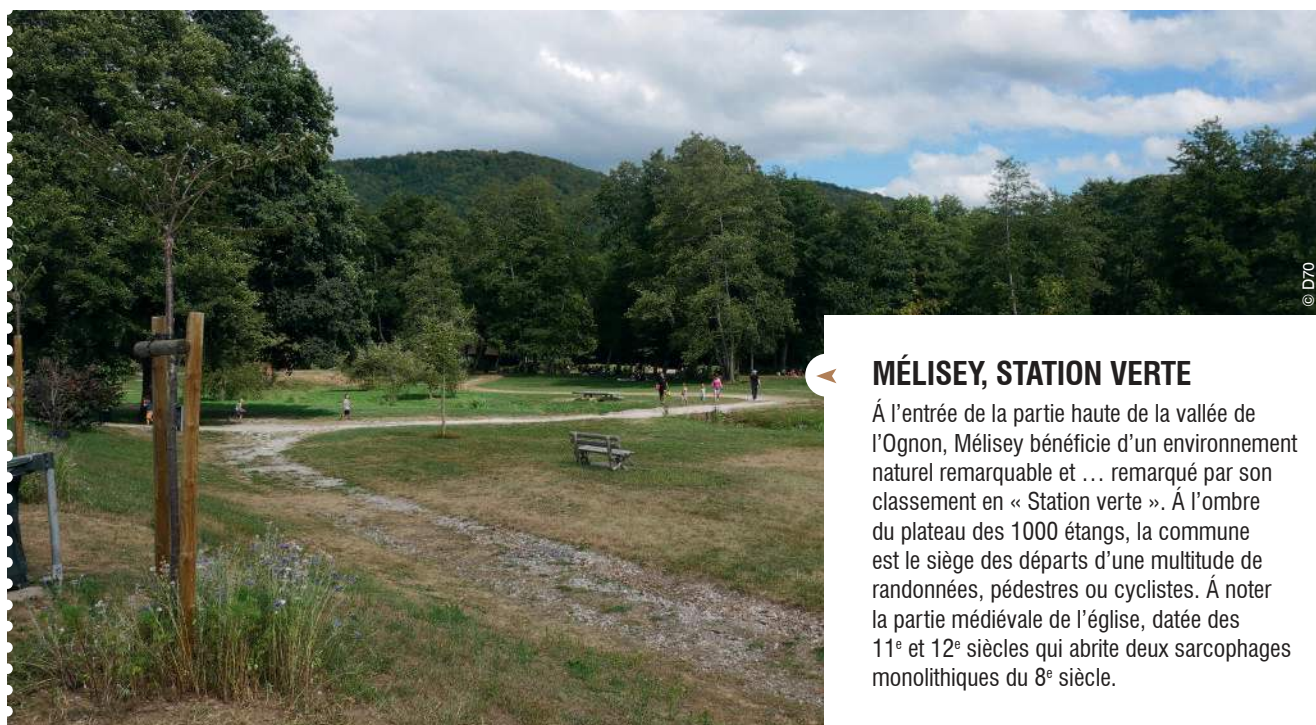 © D70
MÉLISEY, STATION VERTE
Á l’entrée de la partie haute de la vallée de
l’Ognon, Mélisey bénéficie d’un environnement
naturel remarquable et … remarqué par son
classement en « Station verte ». Á l’ombre
du plateau des 1000 étangs, la commune
est le siège des départs d’une multitude de
randonnées, pédestres ou cyclistes. Á noter
la partie médiévale de l’église, datée des
11e et 12e siècles qui abrite deux sarcophages
monolithiques du 8e siècle.